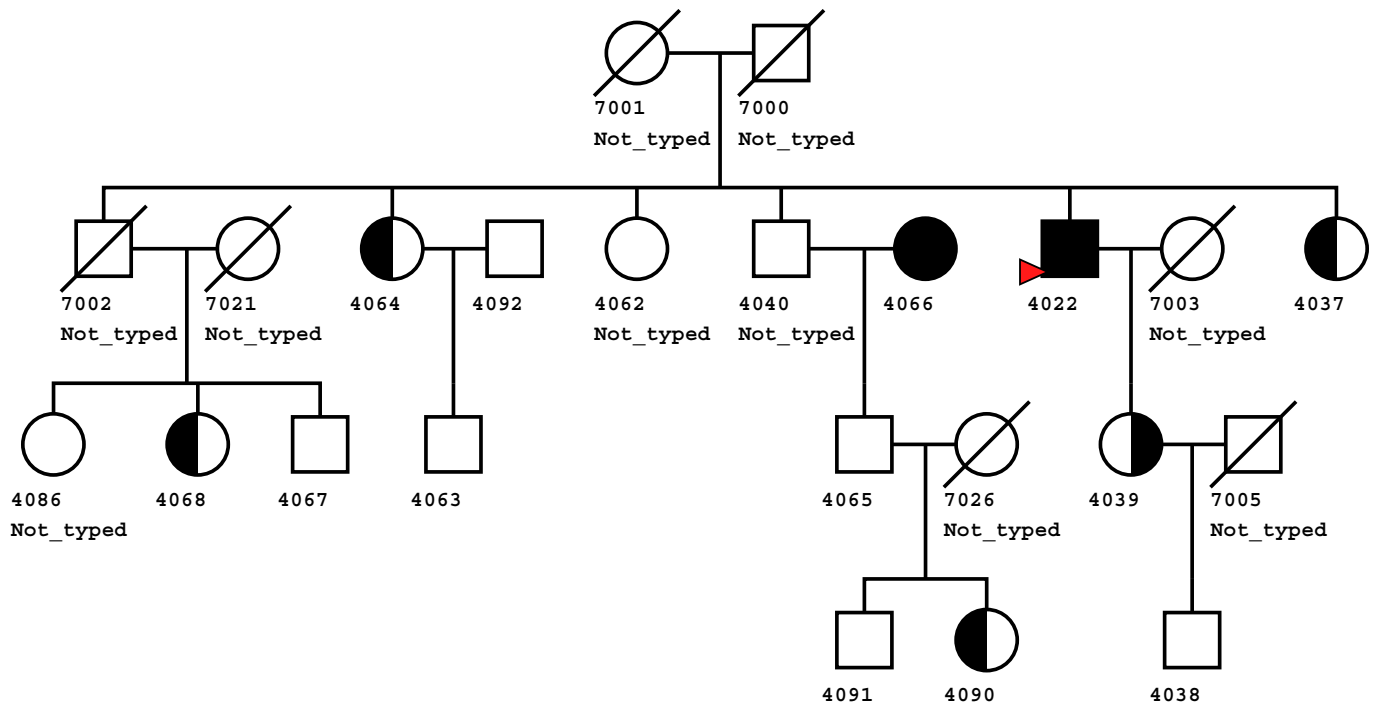 7001 7000
Not_typed Not_typed
7002 7021 4064 4092 4062 4040 4066 4022 7003 4037
Not_typed Not_typed Not_typed Not_typed Not_typed
4086 4068 4067 4063 4065 7026 4039 7005
Not_typed Not_typed Not_typed
4091 4090 4038